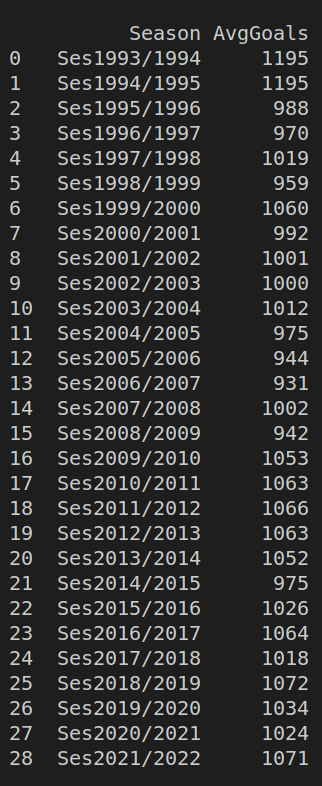 Season AvgGoals
0 Ses1993/1994 1195
1 Ses1994/1995 1195
2 Ses1995/1996 988
3 Ses1996/1997 970
4 Ses1997/1998 1019
5 Ses1998/1999 959
6 Ses1999/2000 1060
7 Ses2000/2001 992
8 Ses2001/2002 1001
9 Ses2002/2003 1000
10 Ses2003/2004 1012
11 Ses2004/2005 975
12 Ses2005/2006 944
13 Ses2006/2007 931
14 Ses2007/2008 1002
15 Ses2008/2009 942
16 Ses2009/2010 1053
17 Ses2010/2011 1063
18 Ses2011/2012 1066
19 Ses2012/2013 1063
20 Ses2013/2014 1052
21 Ses2014/2015 975
22 Ses2015/2016 1026
23 Ses2016/2017 1064
24 Ses2017/2018 1018
25 Ses2018/2019 1072
26 Ses2019/2020 1034
27 Ses2020/2021 1024
28 Ses2021/2022 1071